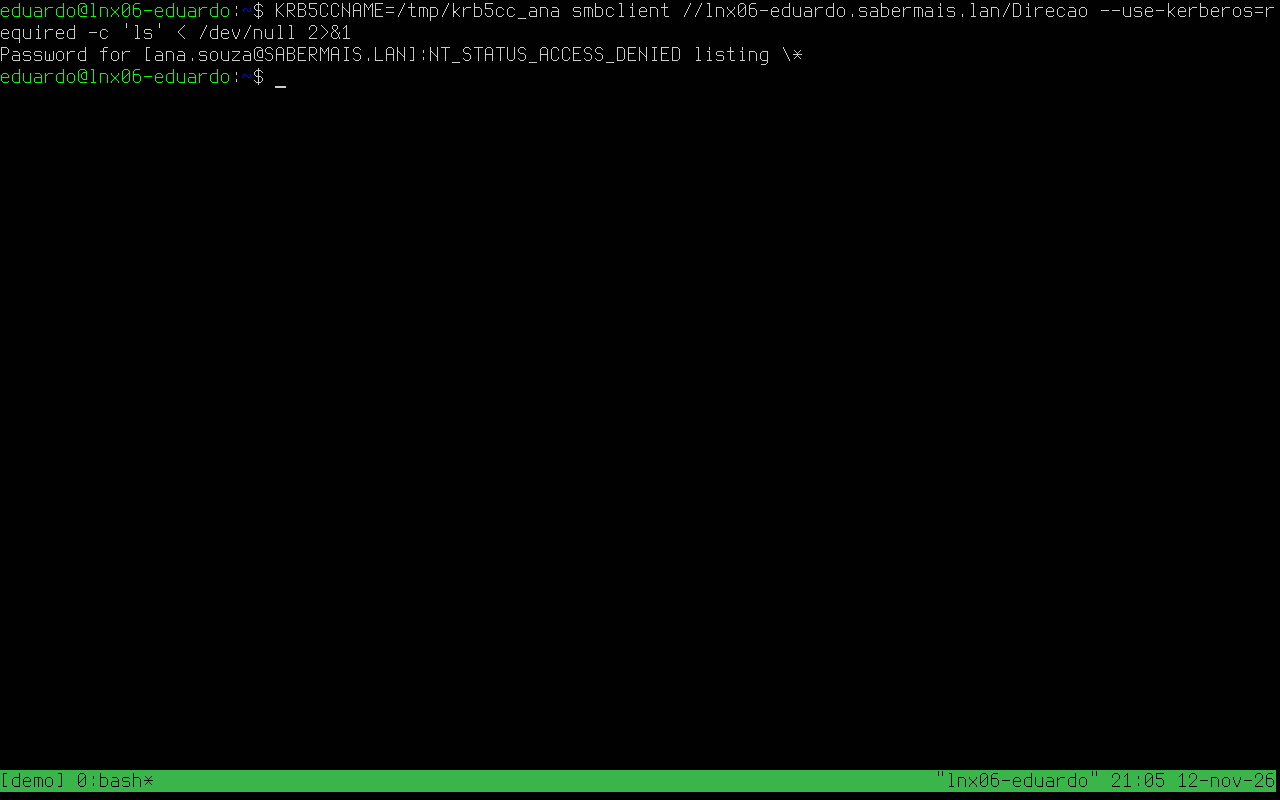 eduardo@lnx06-eduardo:~$ KRB5CCNAME=/tmp/krb5cc_ana smbclient //lnx06-eduardo.sabermais.lan/Direcao --use-kerberos=r
equired -c 'ls' < /dev/null 2>&1
Password for [ana.souza@SABERMAIS.LAN]:NT_STATUS_ACCESS_DENIED listing \*
eduardo@lnx06-eduardo:~$ _
[demo] 0:bash* "lnx06-eduardo" 21:05 12-nov-26